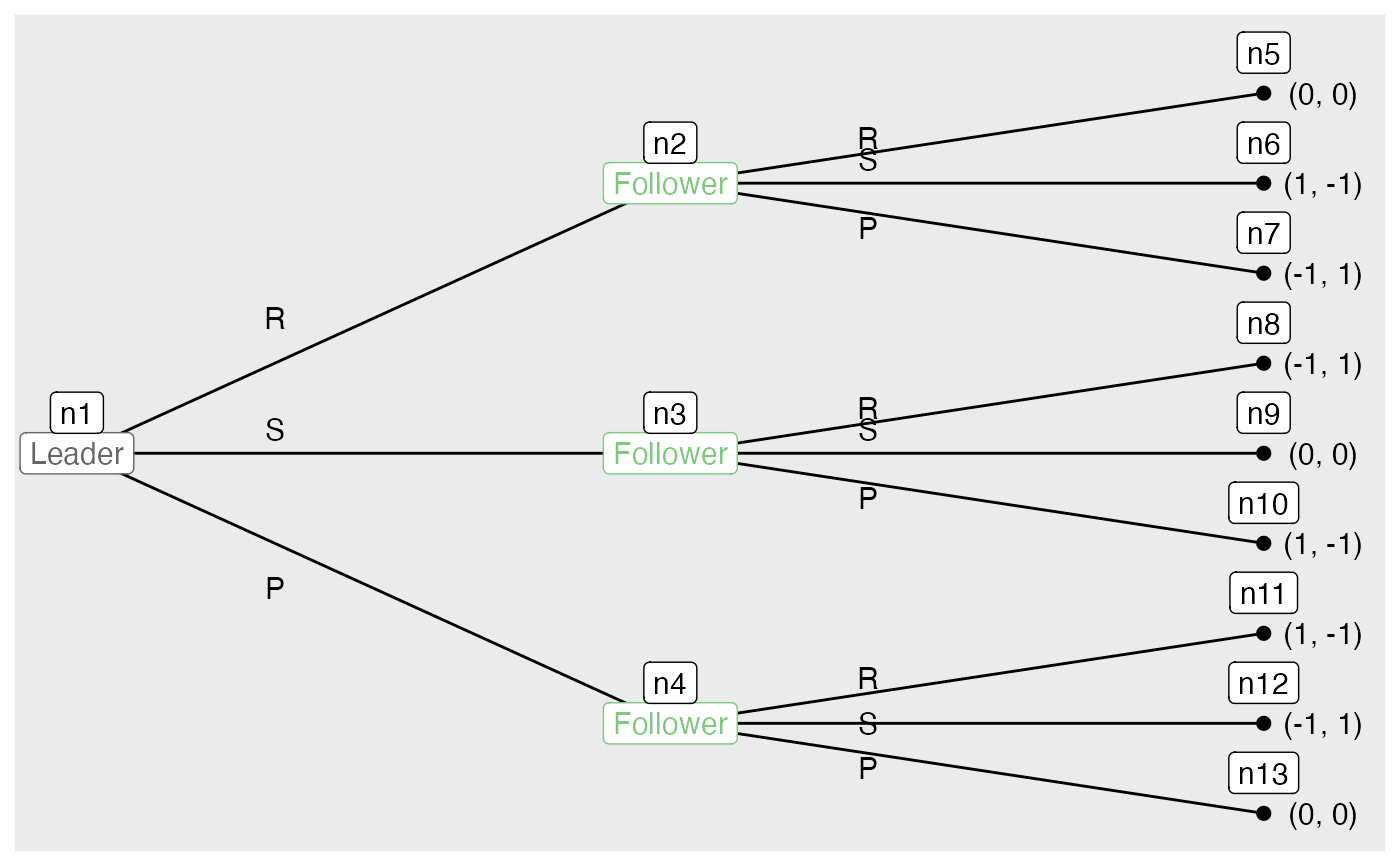 n5
(0, 0)
n2
R
n6
S
Follower
(1, -1)
P
n7
(-1, 1)
R
n8
(-1, 1)
n1
S
n3
R
n9
S
Leader
Follower
(0, 0)
P
n10
(1, -1)
P
n11
(1, -1)
n4
R
n12
Follower
S
(-1, 1)
P
n13
(0, 0)